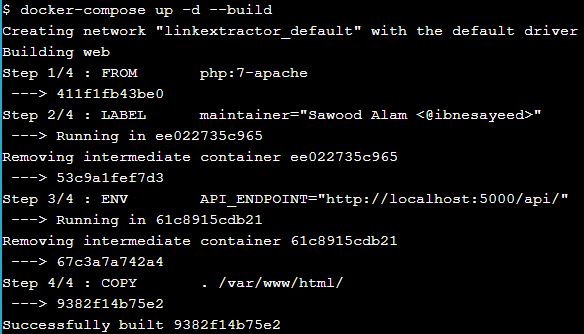 $ docker-compose up -d --build
Creating network "linkextractor_default" with the default driver
Building web
Step 1/4 : FROM       php:7-apache
 ---> 411f1fb43be0
Step 2/4 : LABEL      maintainer="Sawood Alam <@ibnesayeed>"
 ---> Running in ee022735c965
Removing intermediate container ee022735c965
 ---> 53c9a1fef7d3
Step 3/4 : ENV        API_ENDPOINT="http://localhost:5000/api/"
 ---> Running in 61c8915cdb21
Removing intermediate container 61c8915cdb21
 ---> 67c3a7a742a4
Step 4/4 : COPY       . /var/www/html/
 ---> 9382f14b75e2
Successfully built 9382f14b75e2